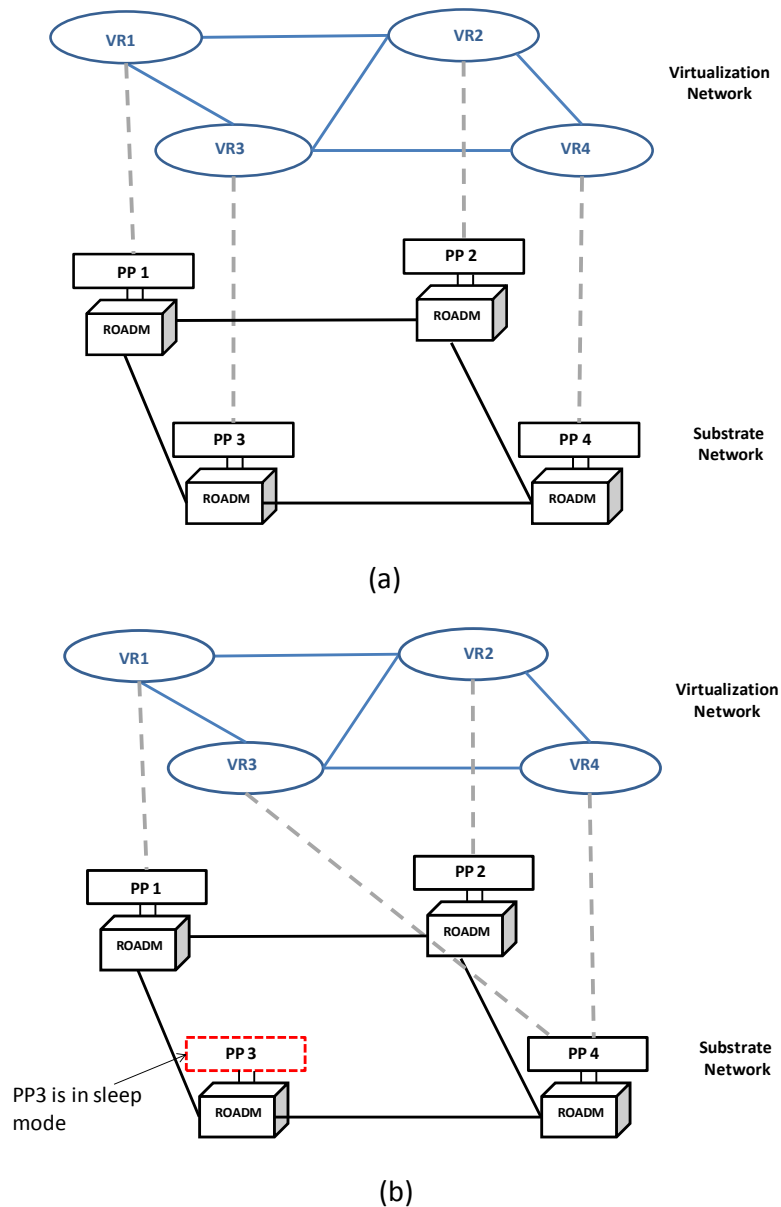 VR1
VR2
Virtualization
Network
VR3
VR4
PP 1
PP 2
ROADM
ROADM
PP 3
PP 4
Substrate
Network
ROADM
ROADM
(a)
VR1
VR2
Virtualization
Network
VR3
VR4
PP 1
PP 2
ROADM
ROADM
PP 3
PP 4
Substrate
Network
PP3 is in sleep
mode
ROADM
ROADM
(b)